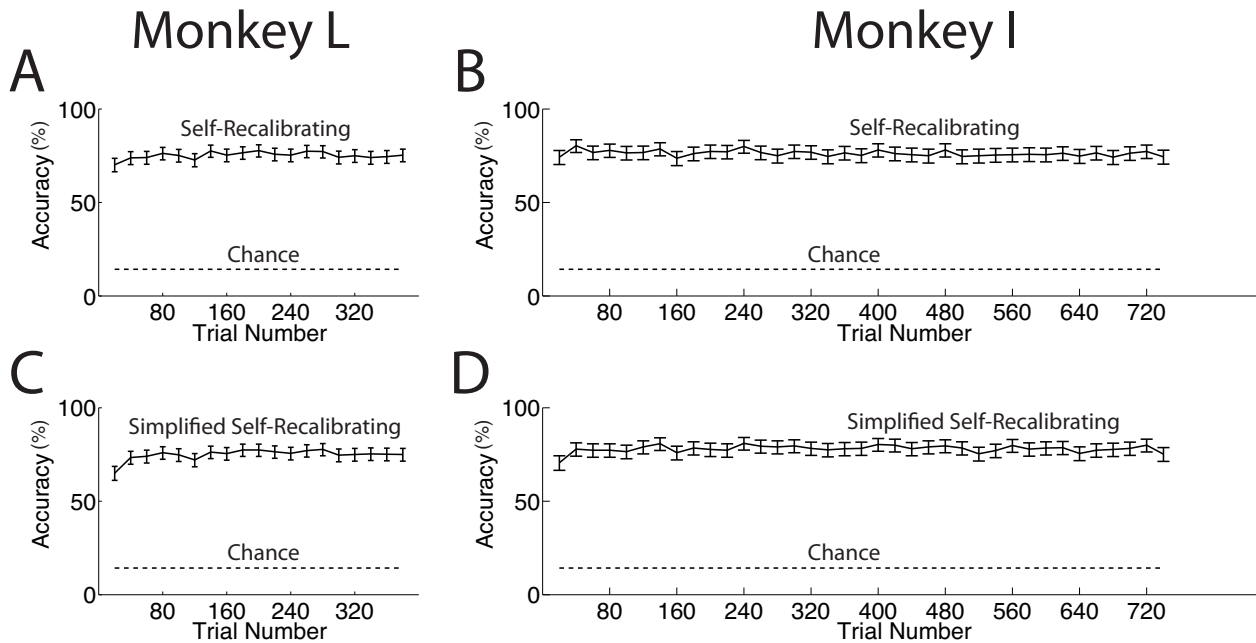 Monkey L
Monkey I
A
100
Self-Recalibrating
Accuracy (%)
50
Chance
0
80 160 240 320
Trial Number
B
100
Self-Recalibrating
Accuracy (%)
50
Chance
0
80 160 240 320 400 480 560 640 720
Trial Number
C
100
Simplified Self-Recalibrating
Accuracy (%)
50
Chance
0
80 160 240 320
Trial Number
D
100
Simplified Self-Recalibrating
Accuracy (%)
50
Chance
0
80 160 240 320 400 480 560 640 720
Trial Number